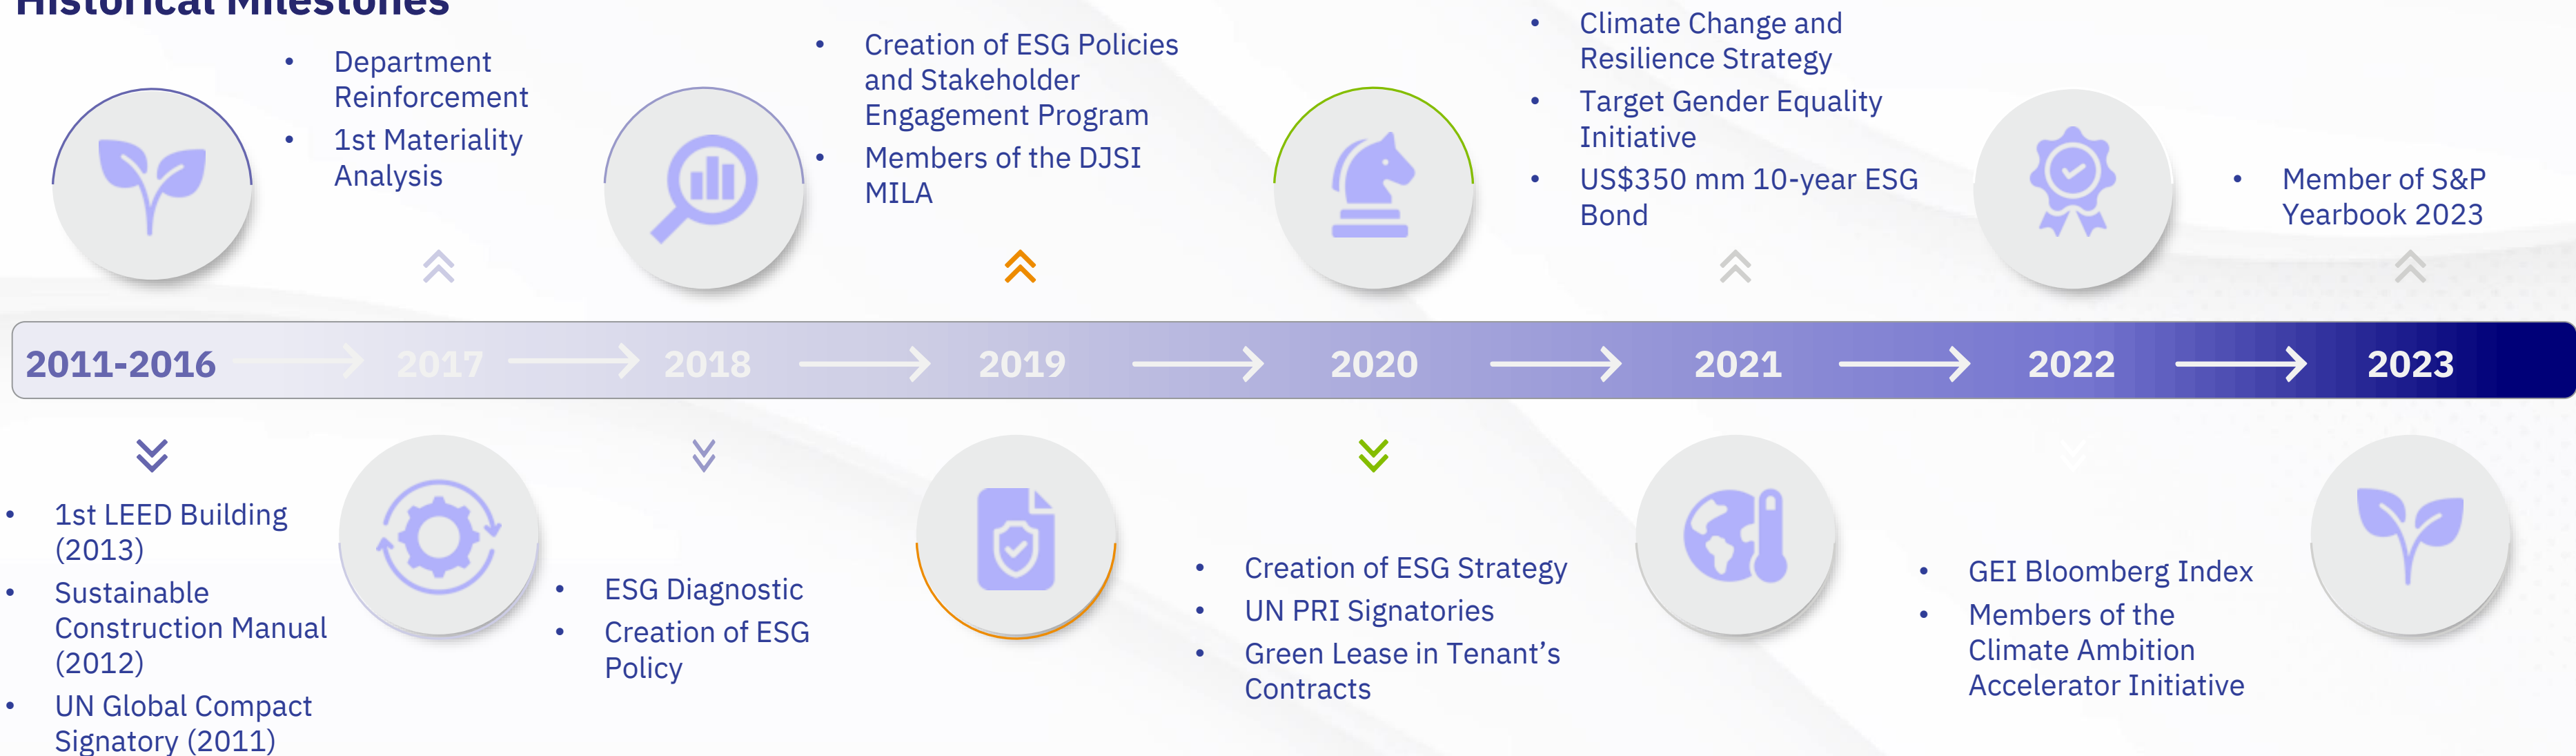 Historical Milestones
• Department
Reinforcement
• 1st Materiality
Analysis
• Creation of ESG Policies
and Stakeholder
Engagement Program
• Members of the DJSI
MILA
• Climate Change and
Resilience Strategy
• Target Gender Equality
Initiative
• US$350 mm 10-year ESG
Bond
• Member of S&P
Yearbook 2023
2011-2016 2017 2018 2019 2020 2021 2022 2023
• 1st LEED Building
(2013)
• Sustainable
Construction Manual
(2012)
• UN Global Compact
Signatory (2011)
• ESG Diagnostic
• Creation of ESG
Policy
• Creation of ESG Strategy
• UN PRI Signatories
• Green Lease in Tenant’s
Contracts
• GEI Bloomberg Index
• Members of the
Climate Ambition
Accelerator Initiative